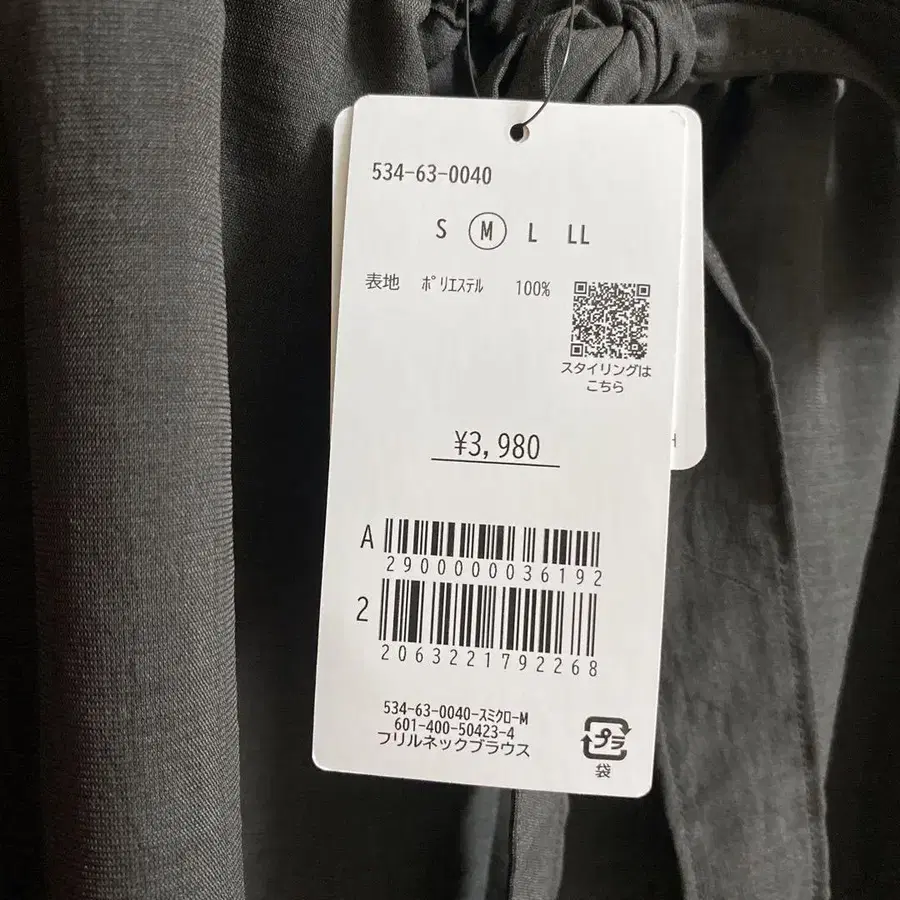 534-63-0040
S M L LL
表地 ポリエステル 100%
スタイリングは
こちら
¥3,980
A
2900000036192
2
2063221792268
534-63-0040-スミクロ-M
601-400-50423-4
フリルネックブラウス
プラ
袋
H